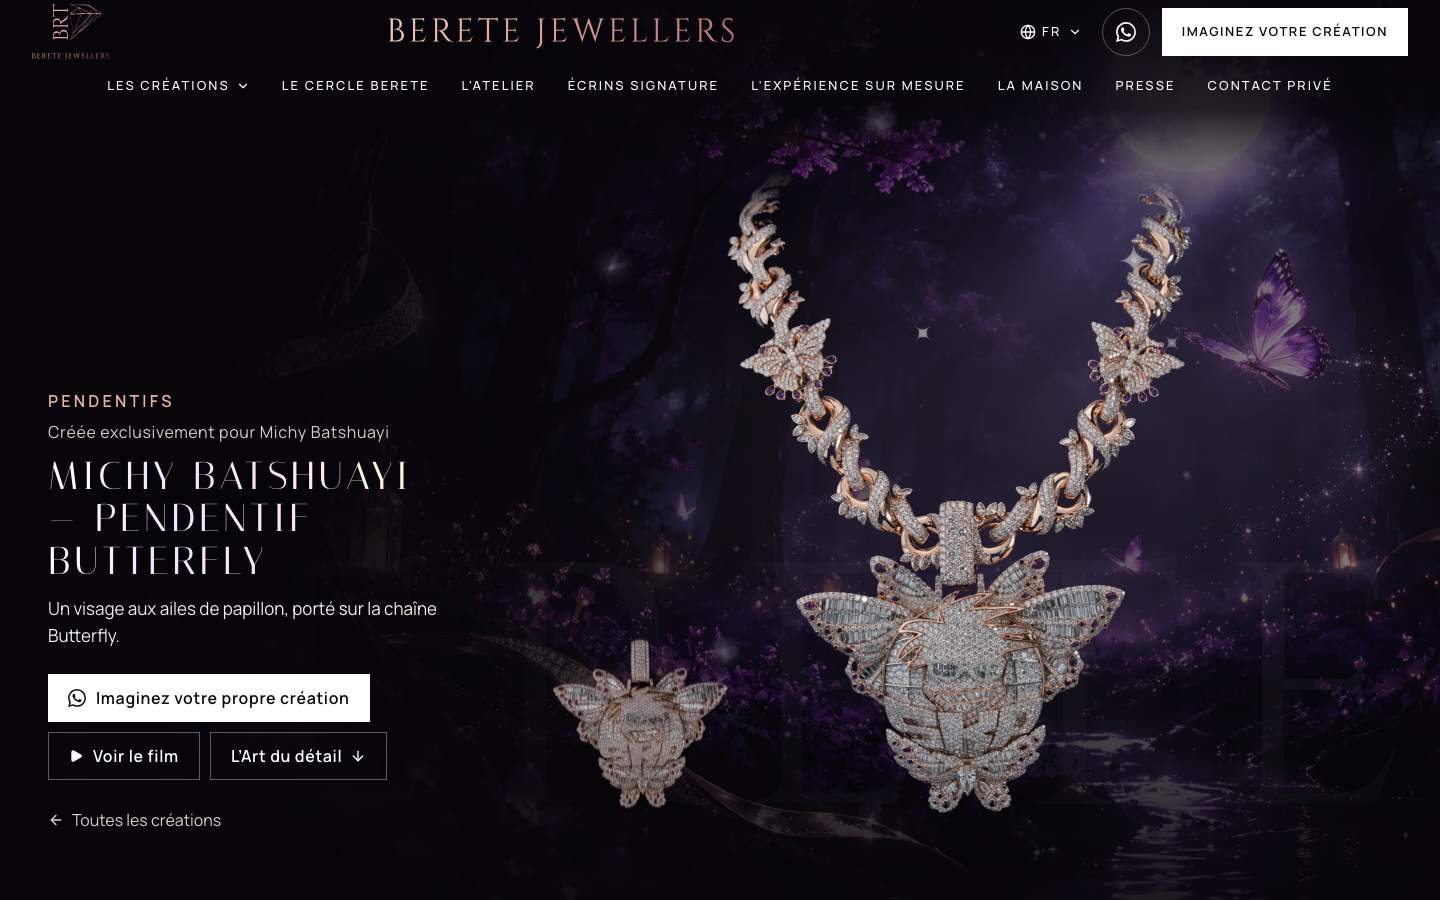 BRT
BERETE JEWELLERS
BERETE JEWELLERS
FR
IMAGINEZ VOTRE CRÉATION
LES CRÉATIONS
LE CERCLE BERETE
L'ATELIER
ÉCRINS SIGNATURE
L'EXPÉRIENCE SUR MESURE
LA MAISON
PRESSE
CONTACT PRIVÉ
PENDENTIFS
Créée exclusivement pour Michy Batshuayi
MICHY BATSHUAYI
— PENDENTIF
BUTTERFLY
Un visage aux ailes de papillon, porté sur la chaîne
Butterfly.
Imaginez votre propre création
Voir le film
L'Art du détail ↓
← Toutes les créations